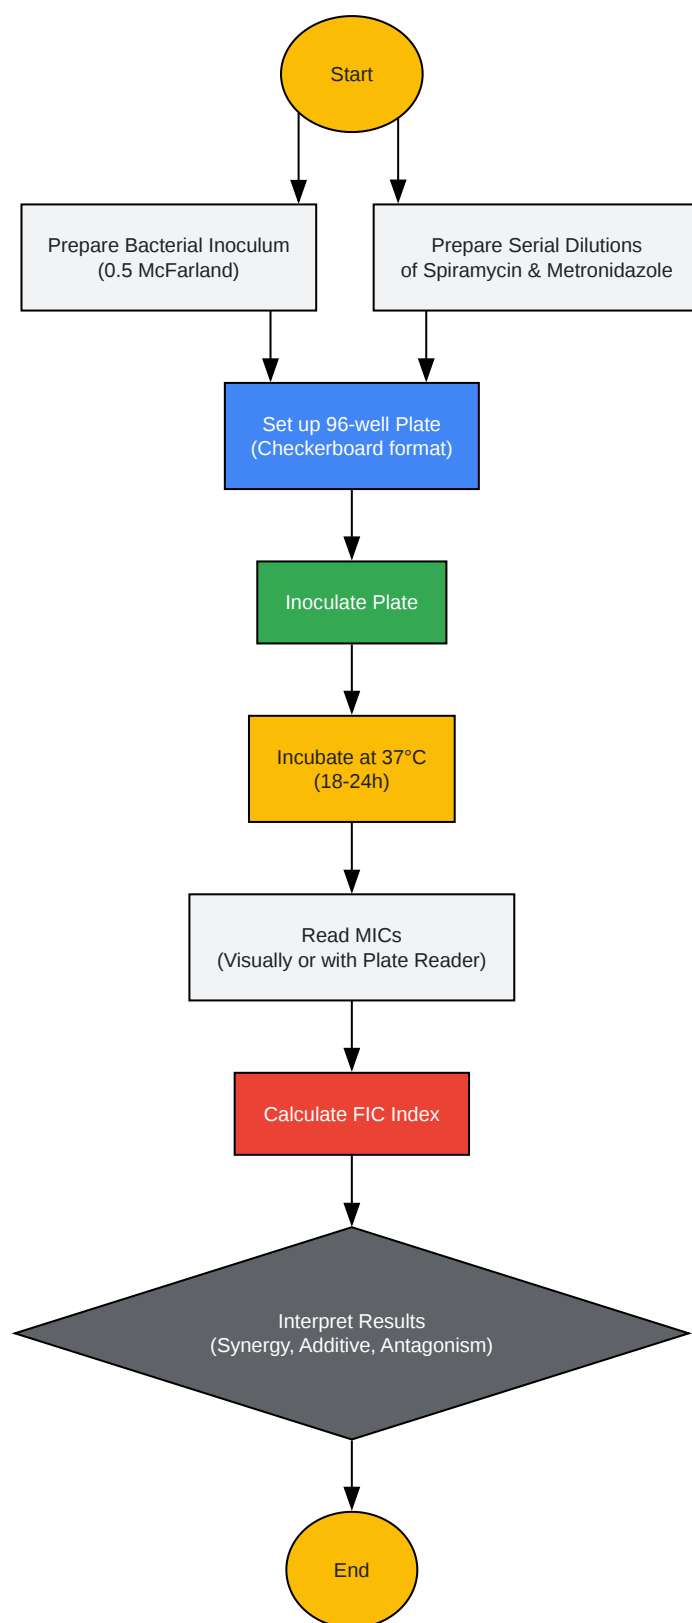 Start
Prepare Bacterial Inoculum
(0.5 McFarland)
Prepare Serial Dilutions
of Spiramycin & Metronidazole
Set up 96-well Plate
(Checkerboard format)
Inoculate Plate
Incubate at 37°C
(18-24h)
Read MICs
(Visually or with Plate Reader)
Calculate FIC Index
Interpret Results
(Synergy, Additive, Antagonism)
End